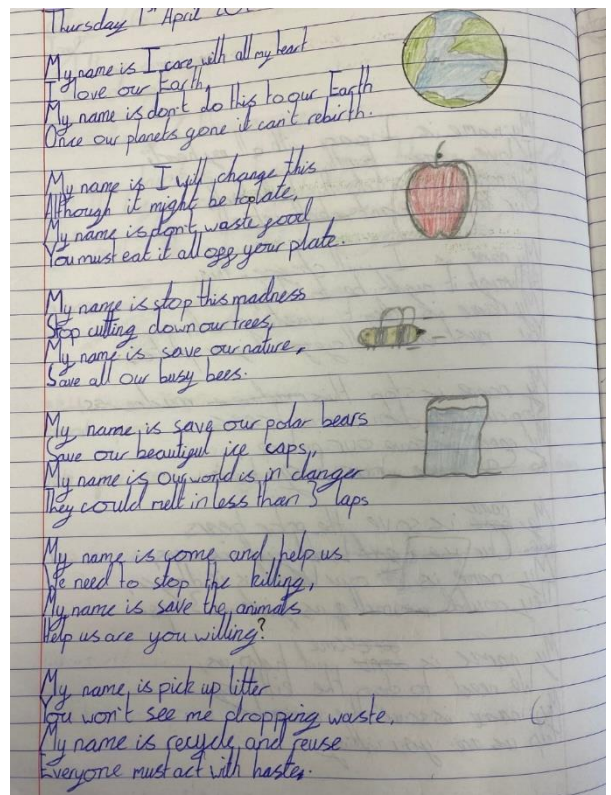 Thursday 1st April
My name is I care, with all my heart
I love our Earth,
My name is don't do this to our Earth
Once our planets gone it can't rebirth.
My name is I will change this
Although it might be to late,
My name is don't waste food
You must eat it all off your plate.
My name is stop this madness
Stop cutting down our trees,
My name is save our nature,
Save all our busy bees.
My name is save our polar bears
Save our beautiful ice caps,
My name is our world is in danger
They could melt in less than 3 laps
My name is come and help us
We need to stop the killing,
My name is save the animals
Help us are you willing?
My name is pick up litter
You won't see me dropping waste,
My name is recycle and reuse
Everyone must act with haste.